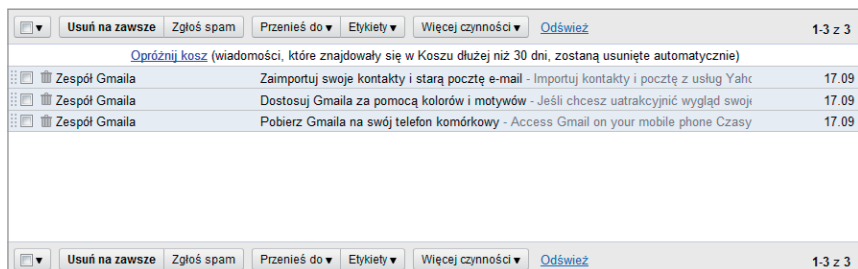 Usuń na zawsze Zgłoś spam Przenieś do Etykiety Więcej czynności Odśwież 1-3 z 3
Opróżnij kosz (wiadomości, które znajdowały się w Koszu dłużej niż 30 dni, zostaną usunięte automatycznie)
Zespół Gmaila Zaimportuj swoje kontakty i starą pocztę e-mail - Importuj kontakty i pocztę z usług Yaho 17.09
Zespół Gmaila Dostosuj Gmaila za pomocą kolorów i motywów - Jeśli chcesz uatrakcyjnić wygląd swoje 17.09
Zespół Gmaila Pobierz Gmaila na swój telefon komórkowy - Access Gmail on your mobile phone Czasy 17.09
Usuń na zawsze Zgłoś spam Przenieś do Etykiety Więcej czynności Odśwież 1-3 z 3